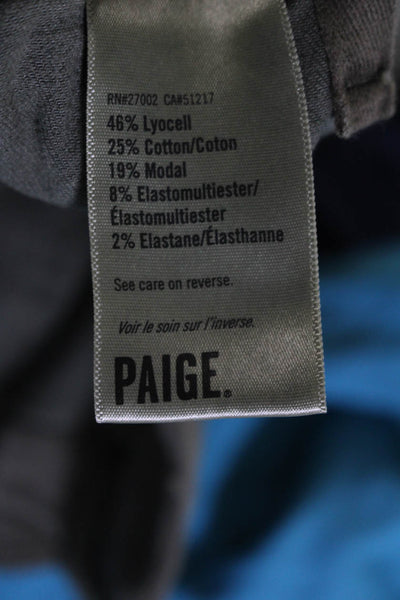 RN#27002 CA#51217
46% Lyocell
25% Cotton/Coton
19% Modal
8% Elastomultiester/
Élastomultiester
2% Elastane/Élasthanne
See care on reverse.
Voir le soin sur l'inverse.
PAIGE®